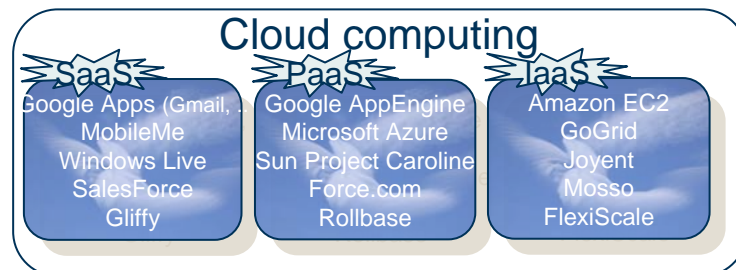 Cloud computing
SaaS
Google Apps (Gmail, ..
MobileMe
Windows Live
SalesForce
Gliffy
PaaS
Google AppEngine
Microsoft Azure
Sun Project Caroline
Force.com
Rollbase
IaaS
Amazon EC2
GoGrid
Joyent
Mosso
FlexiScale